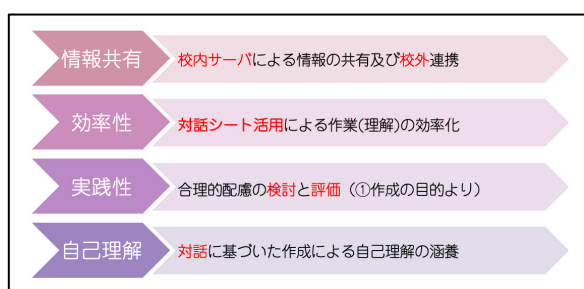 情報共有 校内サーバによる情報の共有及び校外連携
効率性 対話シート活用による作業(理解)の効率化
実践性 合理的配慮の検討と評価（①作成の目的より）
自己理解 対話に基づいた作成による自己理解の涵養